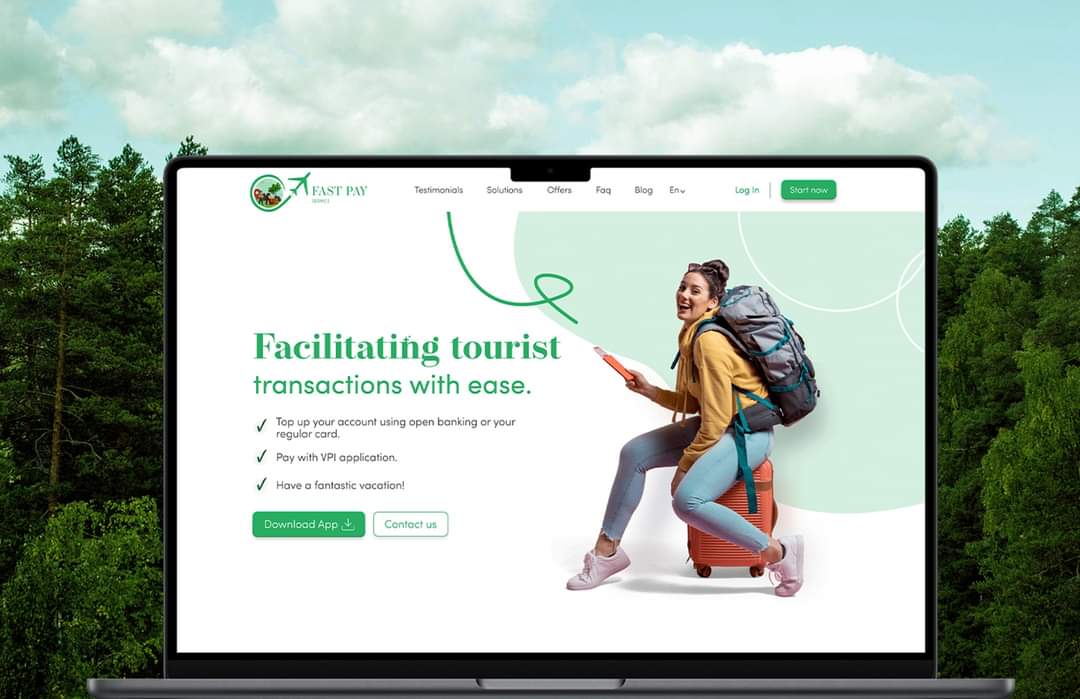 FAST PAY
Testimonials
Solutions
Offers
Faq
Blog
En
Log In
Start now
Facilitating tourist
transactions with ease.
Top up your account using open banking or your
regular card.
Pay with VPI application.
Have a fantastic vacation!
Download App
Contact us